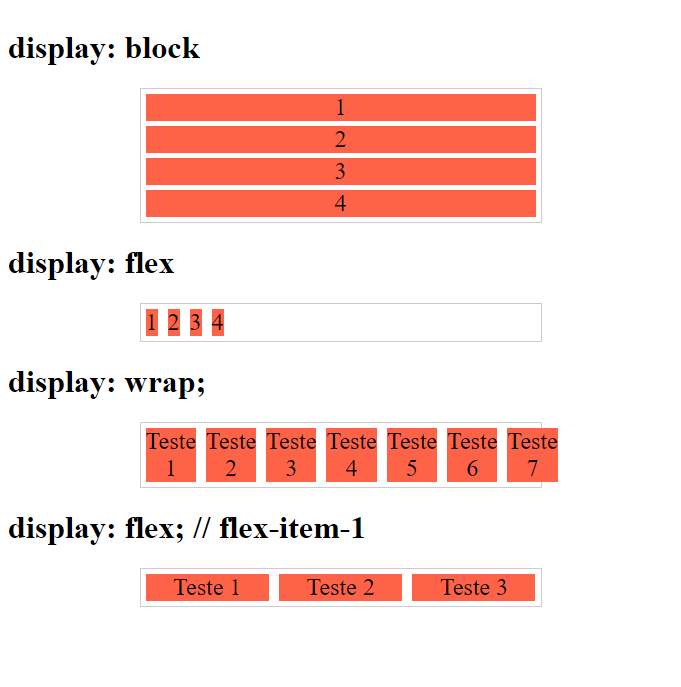 display: block
1
2
3
4
display: flex
1 2 3 4
display: wrap;
Teste Teste Teste Teste Teste Teste Teste
1 2 3 4 5 6 7
display: flex; // flex-item-1
Teste 1 Teste 2 Teste 3